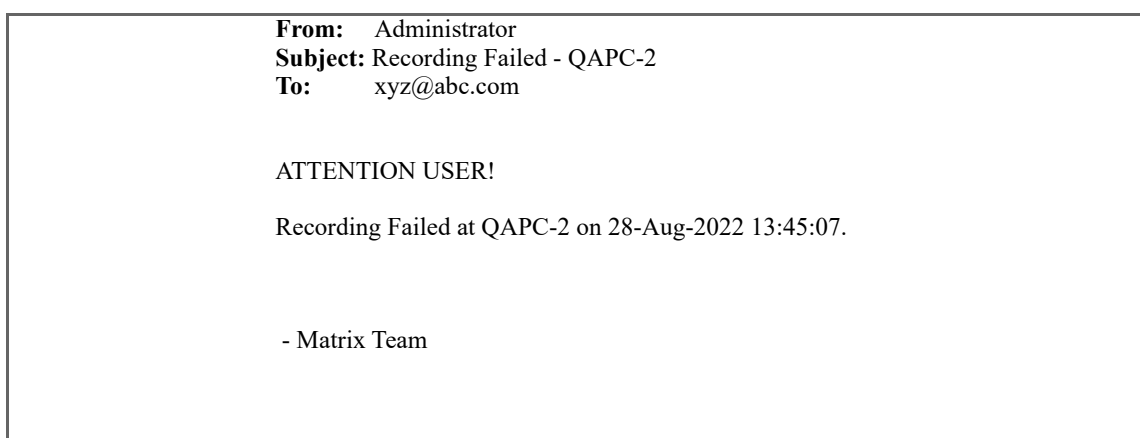 From: Administrator
Subject: Recording Failed - QAPC-2
To: xyz@abc.com
ATTENTION USER!
Recording Failed at QAPC-2 on 28-Aug-2022 13:45:07.
- Matrix Team